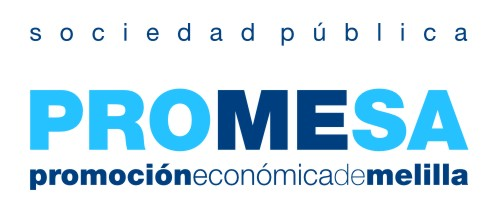 sociedad pública
PROMESA
promocióneconómicademelilla